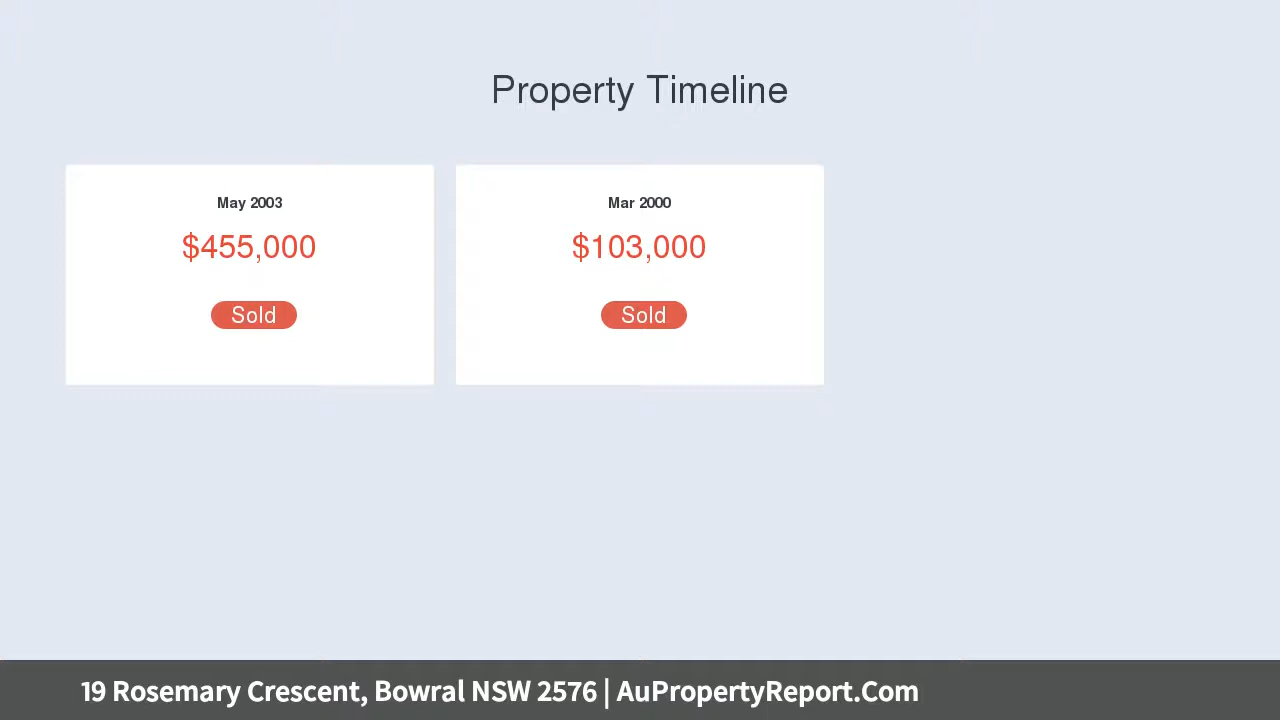 Property Timeline
May 2003
$455,000
Sold
Mar 2000
$103,000
Sold
19 Rosemary Crescent, Bowral NSW 2576 | AuPropertyReport.Com